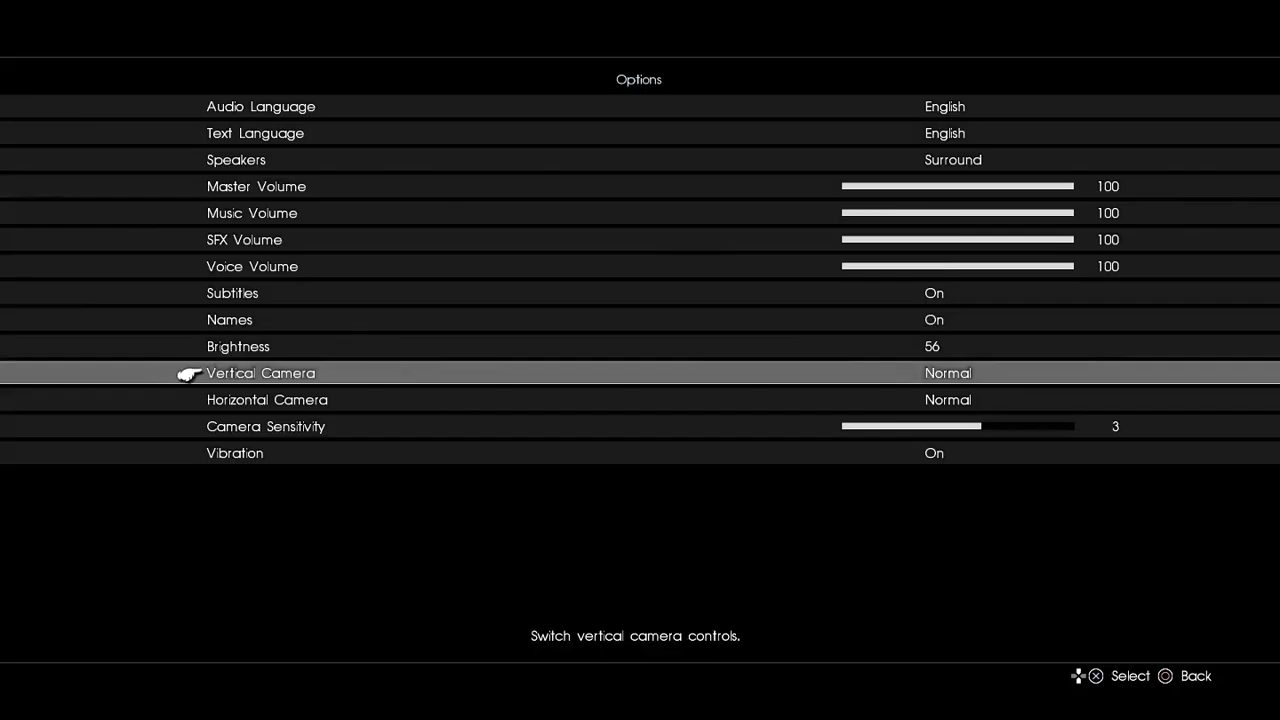 Options
Audio Language English
Text Language English
Speakers Surround
Master Volume 100
Music Volume 100
SFX Volume 100
Voice Volume 100
Subtitles On
Names On
Brightness 56
Vertical Camera Normal
Horizontal Camera Normal
Camera Sensitivity 3
Vibration On
Switch vertical camera controls.
Select Back